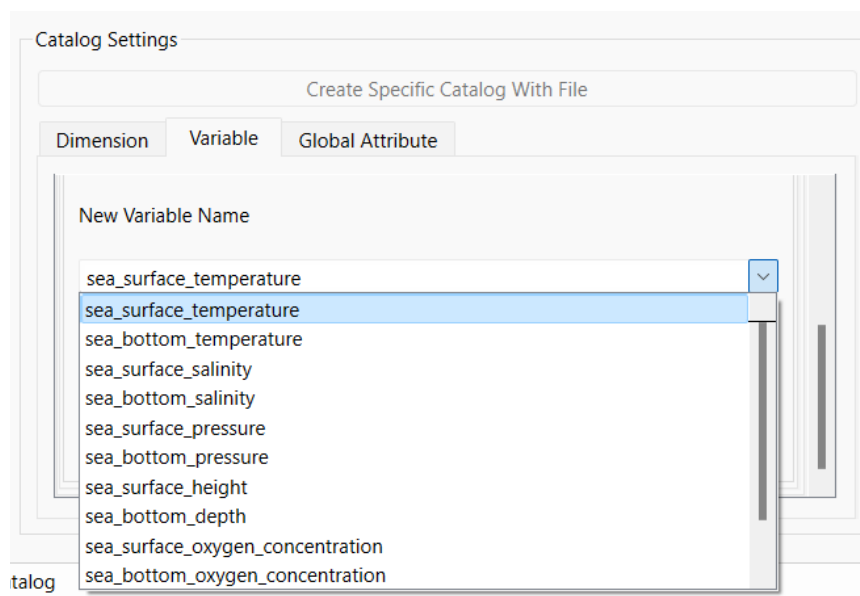 Catalog Settings
Create Specific Catalog With File
Dimension Variable Global Attribute
New Variable Name
sea_surface_temperature
sea_surface_temperature
sea_bottom_temperature
sea_surface_salinity
sea_bottom_salinity
sea_surface_pressure
sea_bottom_pressure
sea_surface_height
sea_bottom_depth
sea_surface_oxygen_concentration
sea_bottom_oxygen_concentration